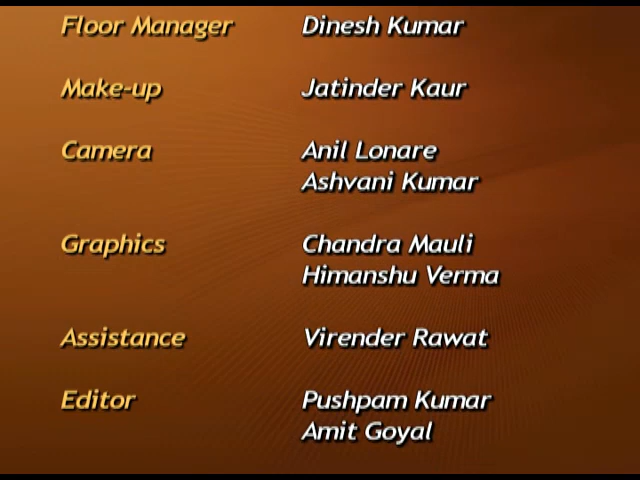 Floor Manager Dinesh Kumar
Make-up Jatinder Kaur
Camera Anil Lonare
Ashvani Kumar
Graphics Chandra Mauli
Himanshu Verma
Assistance Virender Rawat
Editor Pushpam Kumar
Amit Goyal